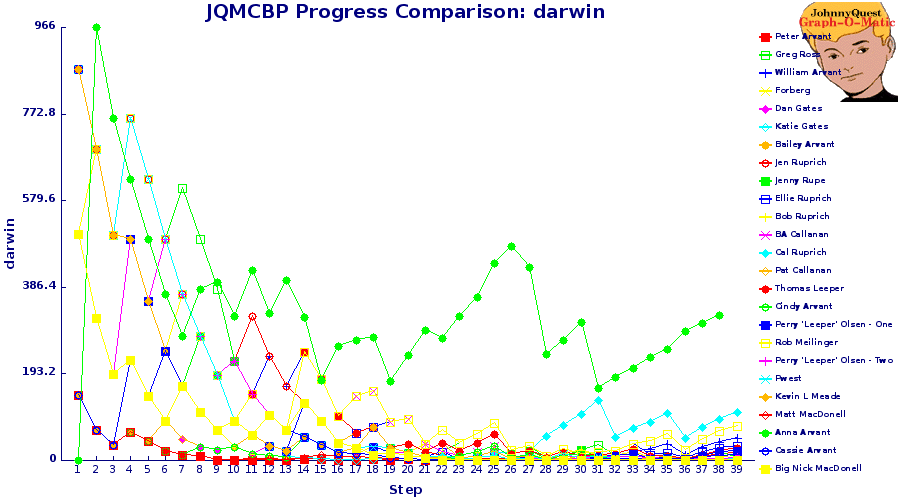 JQMCBP Progress Comparison: darwin
JohnnyQuest
Graph-O-Matic
966
772.8
579.6
386.4
193.2
0
darwin
1 2 3 4 5 6 7 8 9 10 11 12 13 14 15 16 17 18 19 20 21 22 23 24 25 26 27 28 29 30 31 32 33 34 35 36 37 38 39
Step
Peter Arvant
Greg Ross
William Arvant
Forberg
Dan Gates
Katie Gates
Bailey Arvant
Jen Ruprich
Jenny Rupe
Ellie Ruprich
Bob Ruprich
BA Callanan
Cal Ruprich
Pat Callanan
Thomas Leeper
Cindy Arvant
Perry 'Leeper' Olsen - One
Rob Meilinger
Perry 'Leeper' Olsen - Two
Pwest
Kevin L Meade
Matt MacDonell
Anna Arvant
Cassie Arvant
Big Nick MacDonell